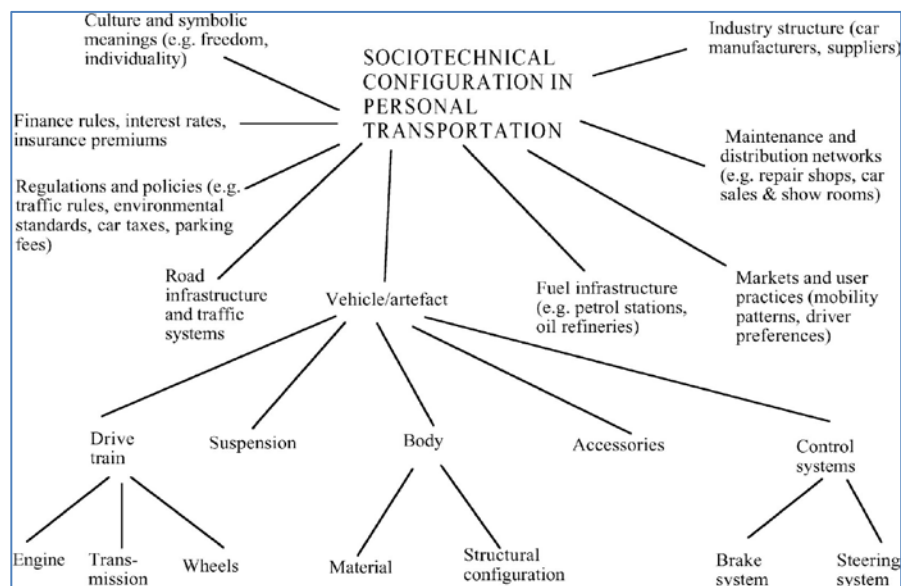 Culture and symbolic
meanings (e.g. freedom,
individuality)
SOCIOTECHNICAL
CONFIGURATION IN
PERSONAL
TRANSPORTATION
Industry structure (car
manufacturers, suppliers)
Finance rules, interest rates,
insurance premiums
Maintenance and
distribution networks
(e.g. repair shops, car
sales & show rooms)
Regulations and policies (e.g.
traffic rules, environmental
standards, car taxes, parking
fees)
Road
infrastructure
and traffic
systems
Vehicle/artefact
Fuel infrastructure
(e.g. petrol stations,
oil refineries)
Markets and user
practices (mobility
patterns, driver
preferences)
Drive
train
Suspension
Body
Accessories
Control
systems
Engine
Trans-
mission
Wheels
Material
Structural
configuration
Brake
system
Steering
system